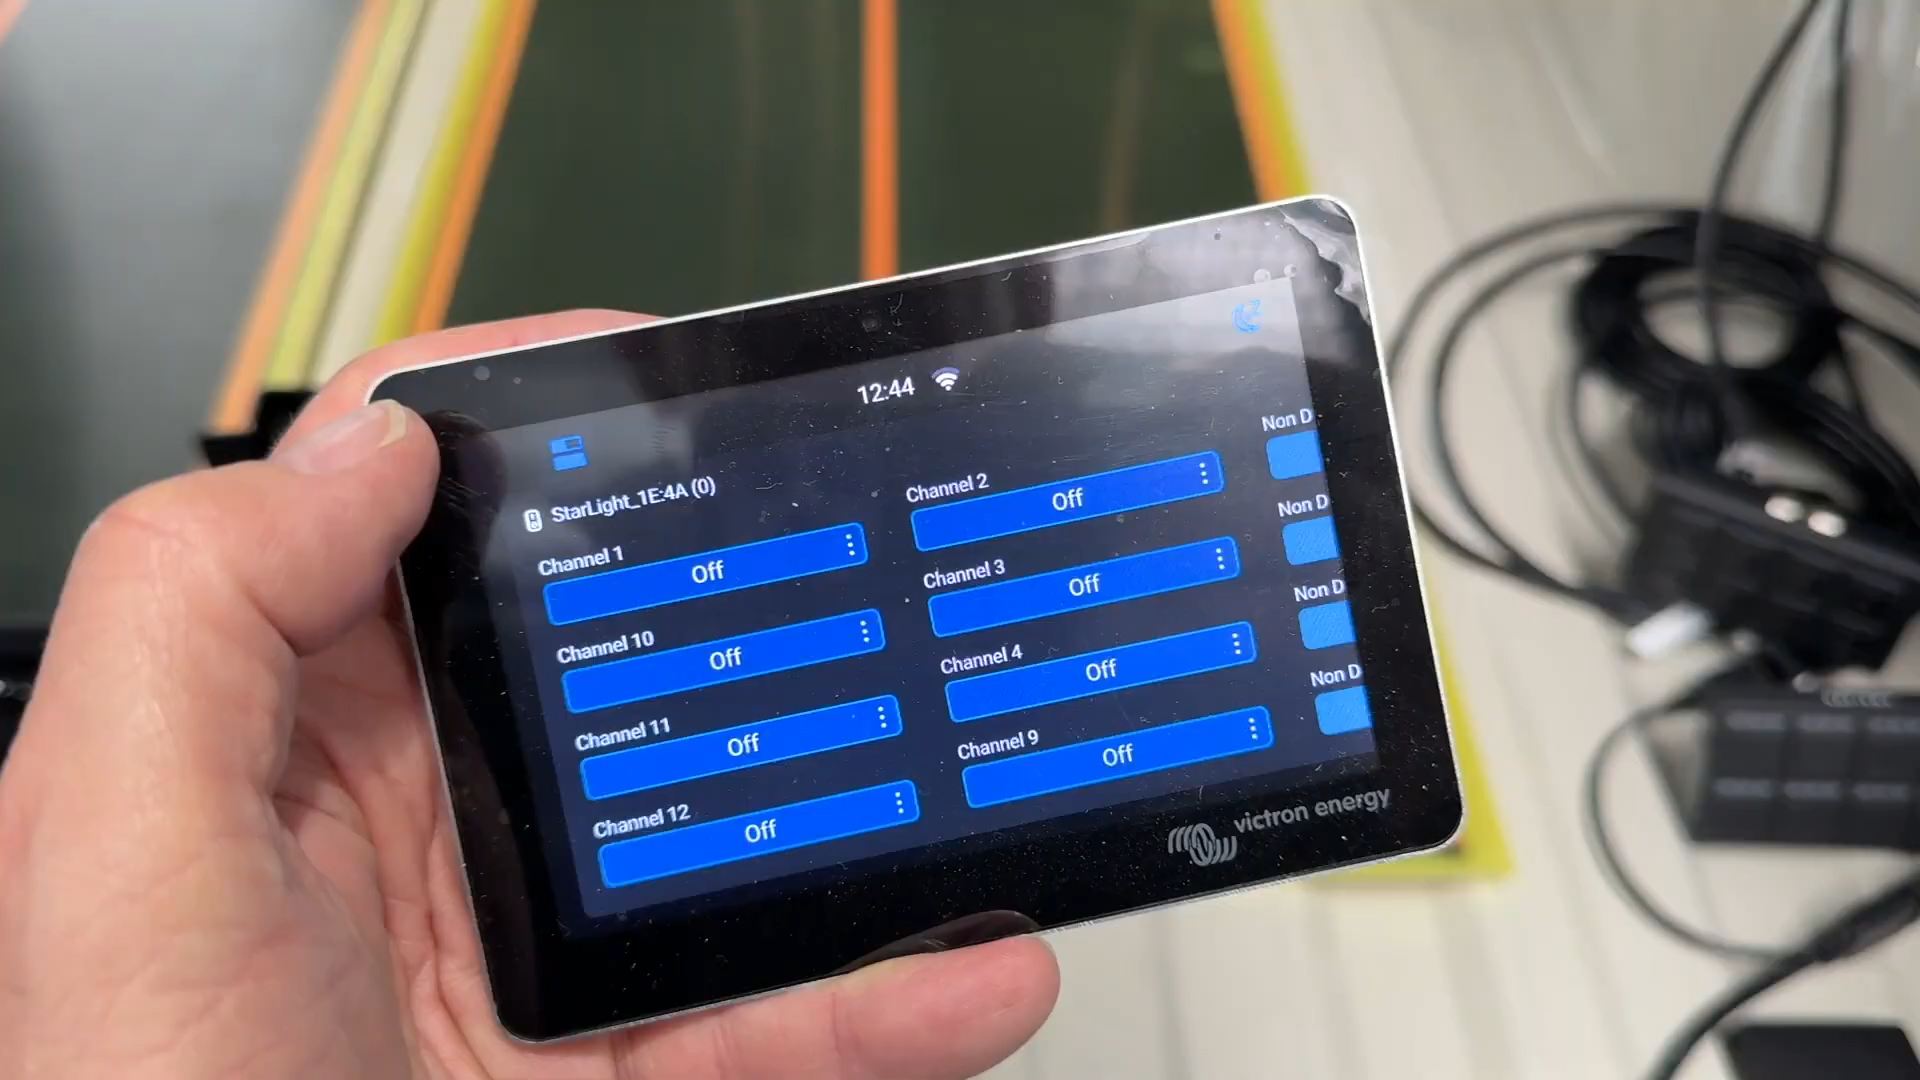 12:44
StarLight_1E:4A (0)
Channel 1
Off
Channel 10
Off
Channel 11
Off
Channel 12
Off
Channel 2
Off
Channel 3
Off
Channel 4
Off
Channel 9
Off
Non D
Non D
Non D
Non D
victron energy